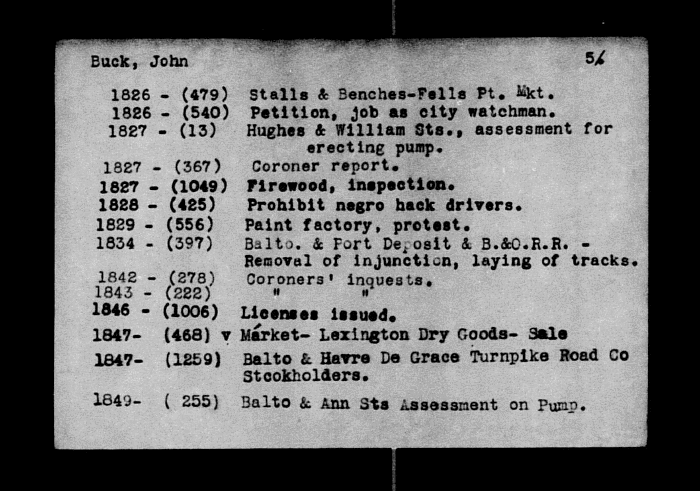 Buck, John 56
1826 - (479) Stalls & Benches-Fells Pt. Mkt.
1826 - (540) Petition, job as city watchman.
1827 - (13) Hughes & William Sts., assessment for
erecting pump.
1827 - (367) Coroner report.
1827 - (1049) Firewood, inspection.
1828 - (425) Prohibit negro hack drivers.
1829 - (556) Paint factory, protest.
1834 - (397) Balto. & Port Deposit & B.&O.R.R. -
Removal of injunction, laying of tracks.
1842 - (278) Coroners' inquests.
1843 - (222) " "
1846 - (1006) Licenses issued.
1847- (468) v Market- Lexington Dry Goods- Sale
1847- (1259) Balto & Havre De Grace Turnpike Road Co
Stockholders.
1849- ( 255) Balto & Ann Sts Assessment on Pump.